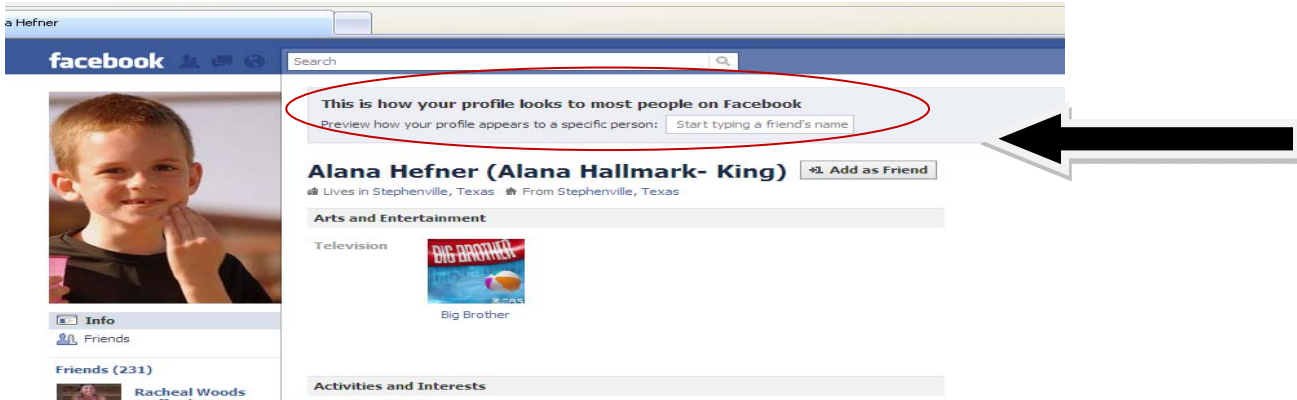 a Hefner
facebook
Search
This is how your profile looks to most people on Facebook
Preview how your profile appears to a specific person: Start typing a friend's name
Alana Hefner (Alana Hallmark- King) +1 Add as Friend
Lives in Stephenville, Texas From Stephenville, Texas
Arts and Entertainment
Television
BIG BROTHER
Big Brother
Info
Friends
Friends (231)
Racheal Woods
Activities and Interests